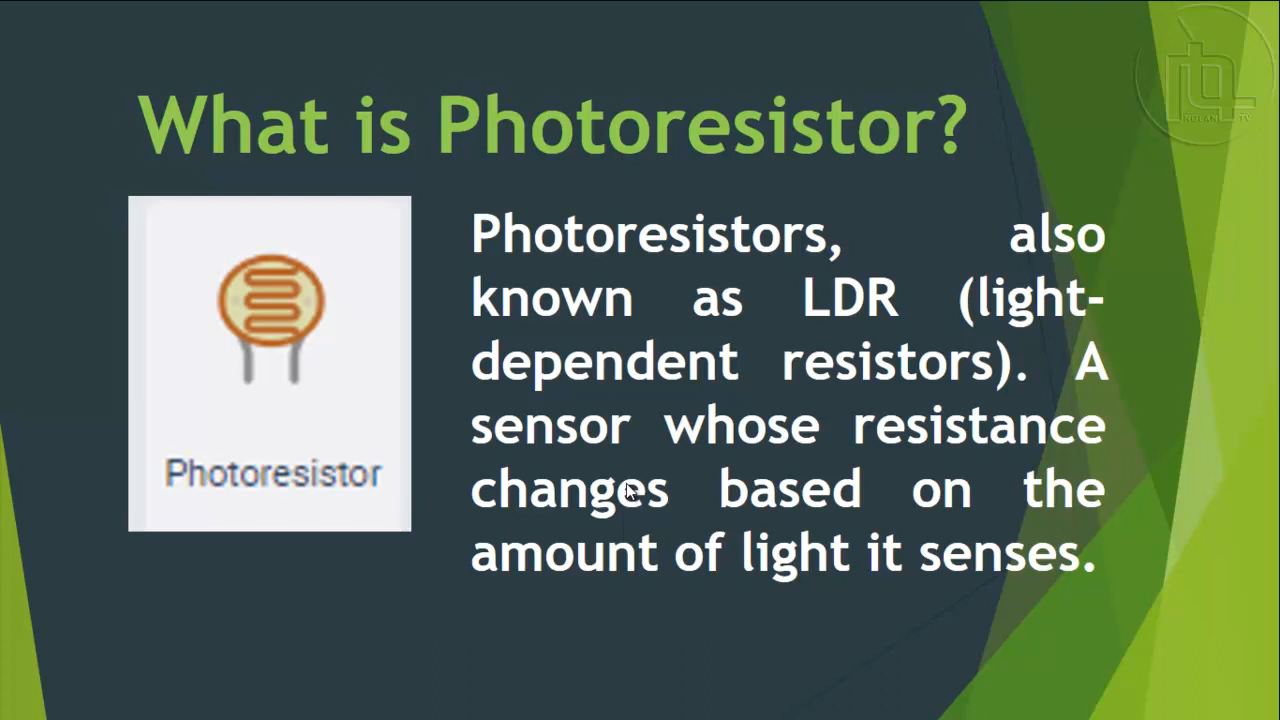 What is Photoresistor?
Photoresistor
Photoresistors, also
known as LDR (light-
dependent resistors). A
sensor whose resistance
changes based on the
amount of light it senses.